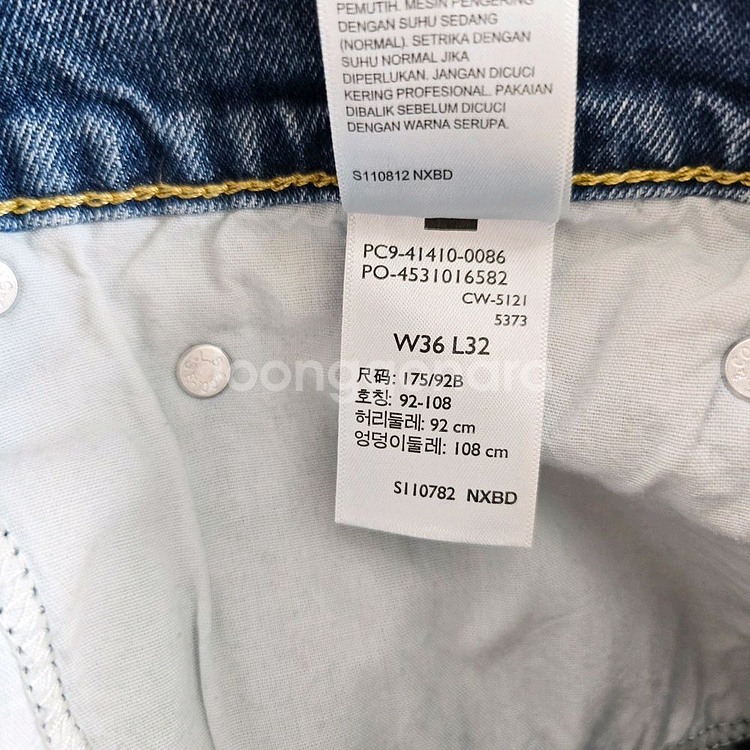 PEMUTIH. MESIN PENGERING
DENGAN SUHU SEDANG
(NORMAL). SETRIKA DENGAN
SUHU NORMAL JIKA
DIPERLUKAN. JANGAN DICUCI
KERING PROFESIONAL. PAKAIAN
DIBALIK SEBELUM DICUCI
DENGAN WARNA SERUPA.
S110812 NXBD
PC9-41410-0086
PO-4531016582
CW-5121
5373
W36 L32
尺码: 175/92B
호칭: 92-108
허리둘레: 92 cm
엉덩이둘레: 108 cm
S110782 NXBD